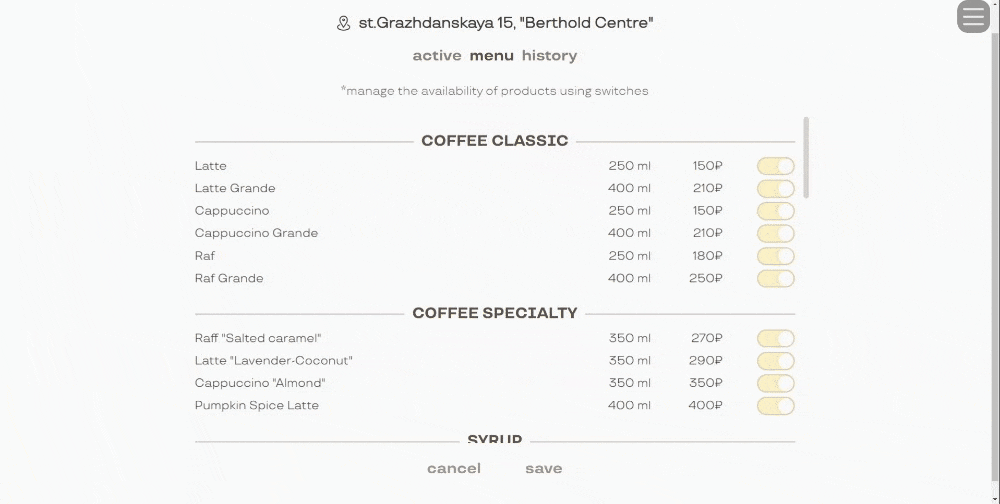 st.Grazhdanskaya 15, "Berthold Centre"
active menu history
*manage the availability of products using switches
COFFEE CLASSIC
Latte 250 ml 150₽
Latte Grande 400 ml 210₽
Cappuccino 250 ml 150₽
Cappuccino Grande 400 ml 210₽
Raf 250 ml 180₽
Raf Grande 400 ml 250₽
COFFEE SPECIALTY
Raff "Salted caramel" 350 ml 270₽
Latte "Lavender-Coconut" 350 ml 290₽
Cappuccino "Almond" 350 ml 350₽
Pumpkin Spice Latte 400 ml 400₽
SYRUP
cancel save